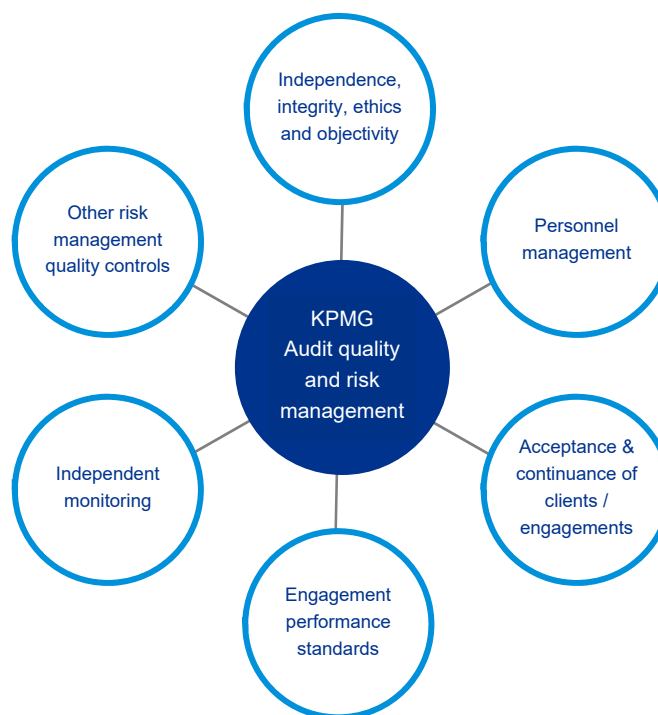 Independence,
integrity, ethics
and objectivity
Other risk
management
quality controls
Personnel
management
KPMG
Audit quality
and risk
management
Independent
monitoring
Acceptance &
continuance of
clients /
engagements
Engagement
performance
standards